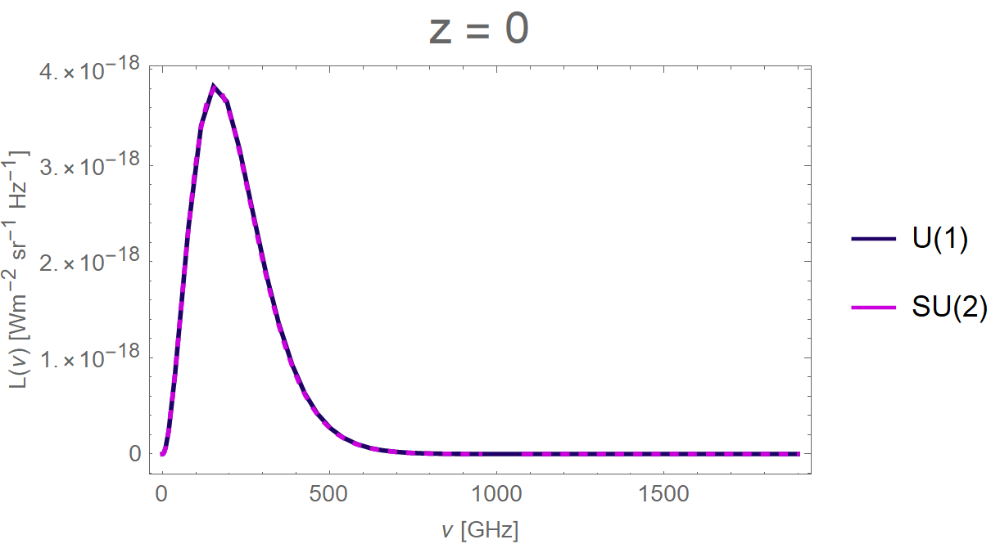 z = 0
4.×10⁻¹⁸
3.×10⁻¹⁸
2.×10⁻¹⁸
1.×10⁻¹⁸
0
L(ν) [Wm⁻² sr⁻¹ Hz⁻¹]
0 500 1000 1500
ν [GHz]
U(1)
SU(2)